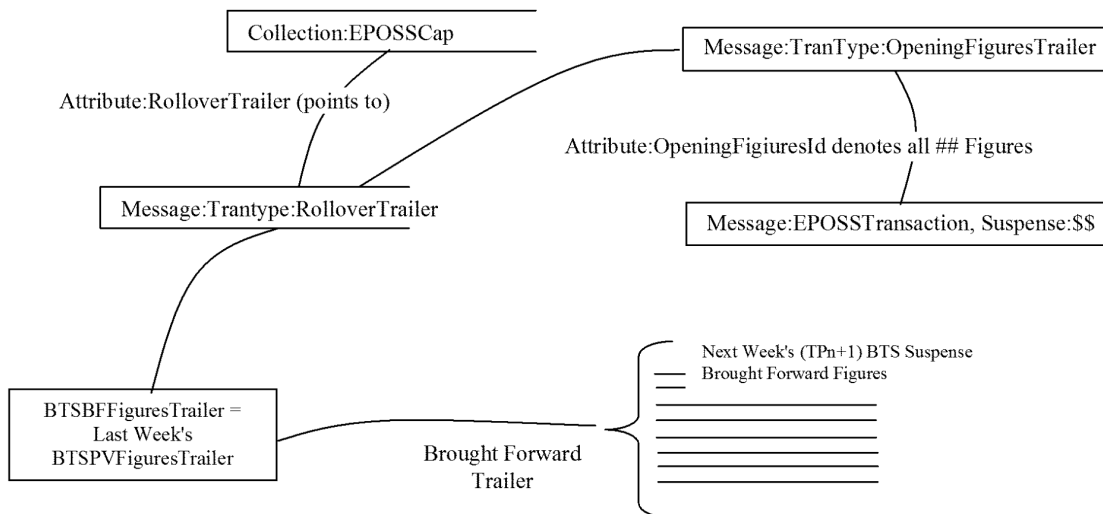 Collection:EPOSSCap
Message:TranType:OpeningFiguresTrailer
Attribute:RolloverTrailer (points to)
Attribute:OpeningFigiuresId denotes all ## Figures
Message:Trantype:RolloverTrailer
Message:EPOSSTransaction, Suspense:$$
Next Week's (TPn+1) BTS Suspense
Brought Forward Figures
BTSBFFiguresTrailer =
Last Week's
BTSPVFiguresTrailer
Brought Forward
Trailer